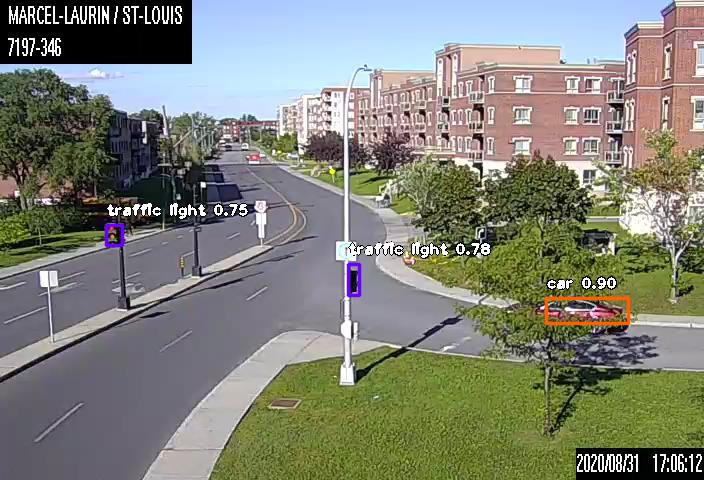 MARCEL-LAURIN / ST-LOUIS
7197-346
traffic light 0.75
traffic light 0.78
car 0.90
2020/08/31 17:06:12